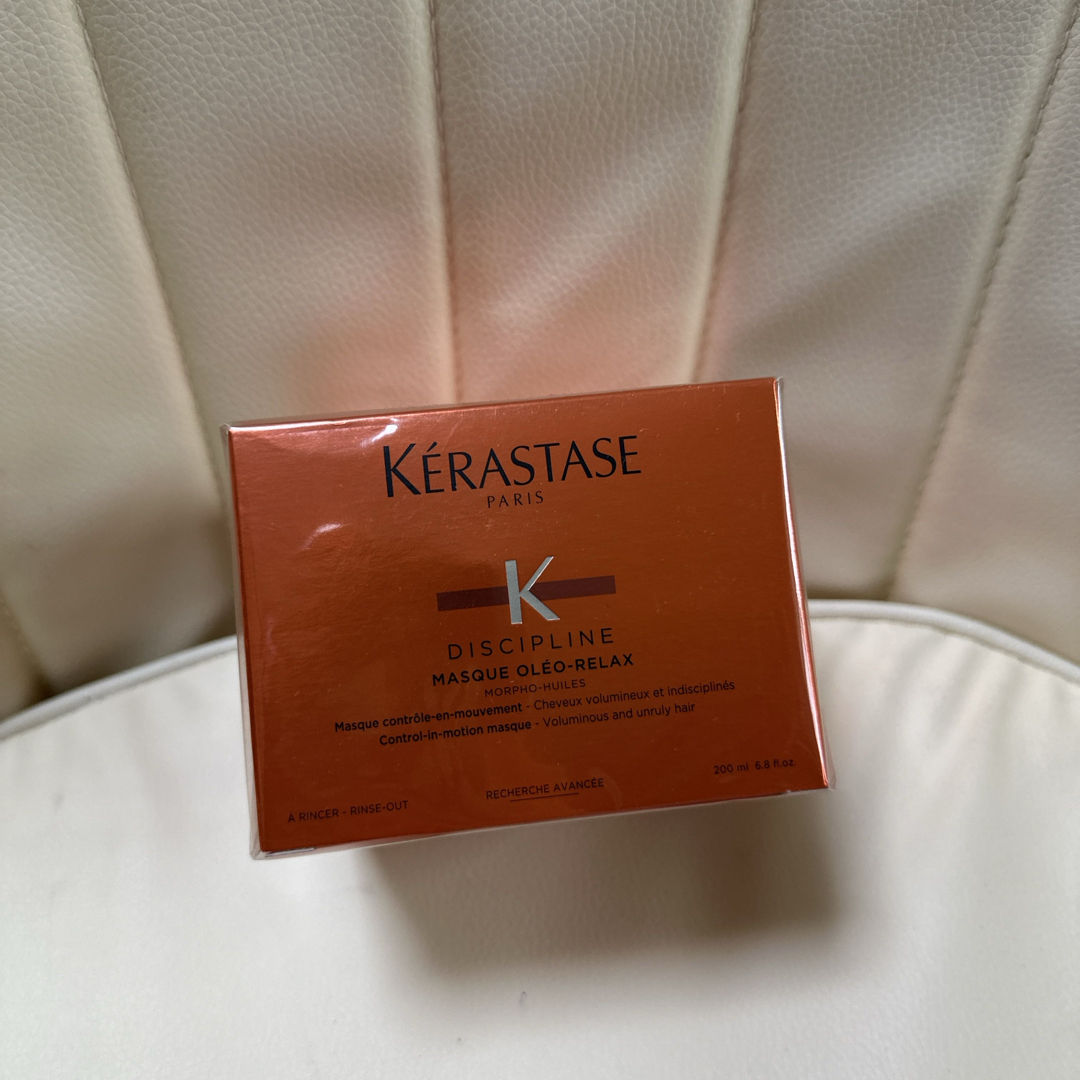 KÉRASTASE
PARIS
K
DISCIPLINE
MASQUE OLÉO-RELAX
MORPHO-HUILES
Masque contrôle-en-mouvement - Cheveux volumineux et indisciplinés
Control-in-motion masque - Voluminous and unruly hair
200 ml 6.8 fl.oz.
RECHERCHE AVANCÉE
À RINCER - RINSE-OUT